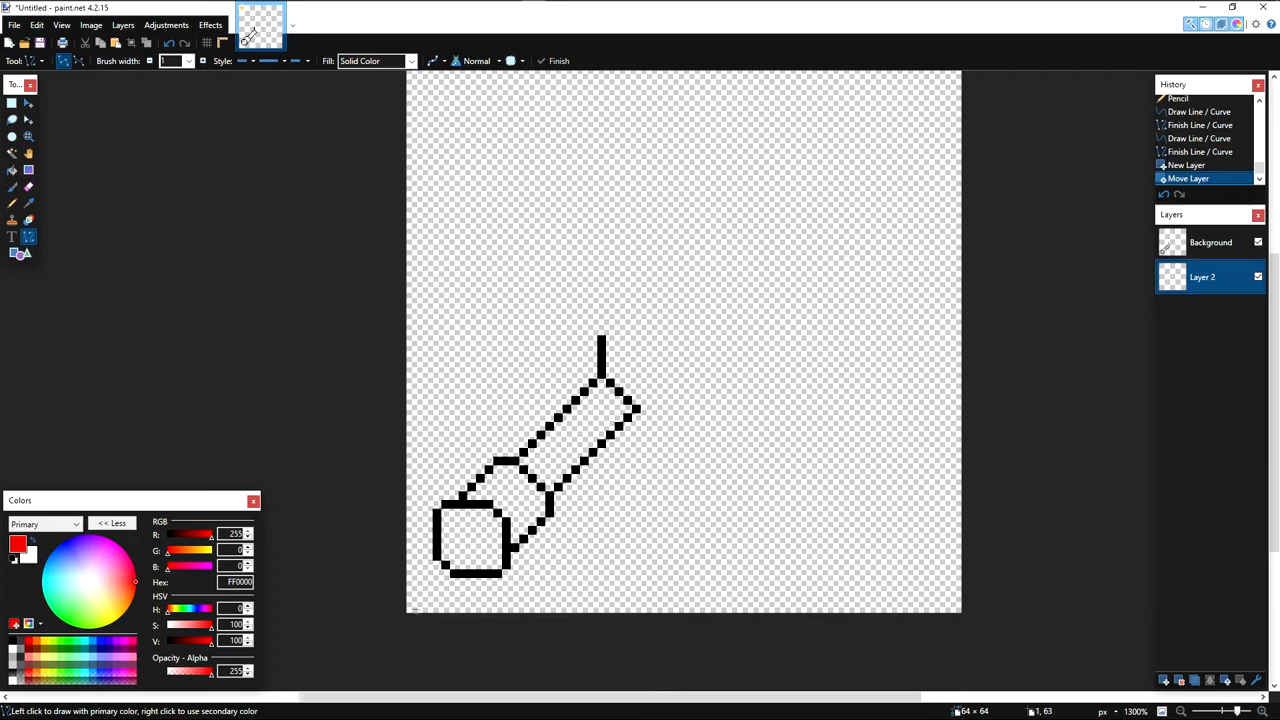 *Untitled - paint.net 4.2.15
File Edit View Image Layers Adjustments Effects
Tool: Brush width: 1 Style: Fill: Solid Color Normal Finish
To...
History
Pencil
Draw Line / Curve
Finish Line / Curve
Draw Line / Curve
Finish Line / Curve
New Layer
Move Layer
Layers
Background
Layer 2
Colors
Primary << Less
RGB
R: 255
G: 0
B: 0
Hex: FF0000
HSV
H: 0
S: 100
V: 100
Opacity - Alpha
255
Left click to draw with primary color, right click to use secondary color 64 × 64 1, 63 px 1300%